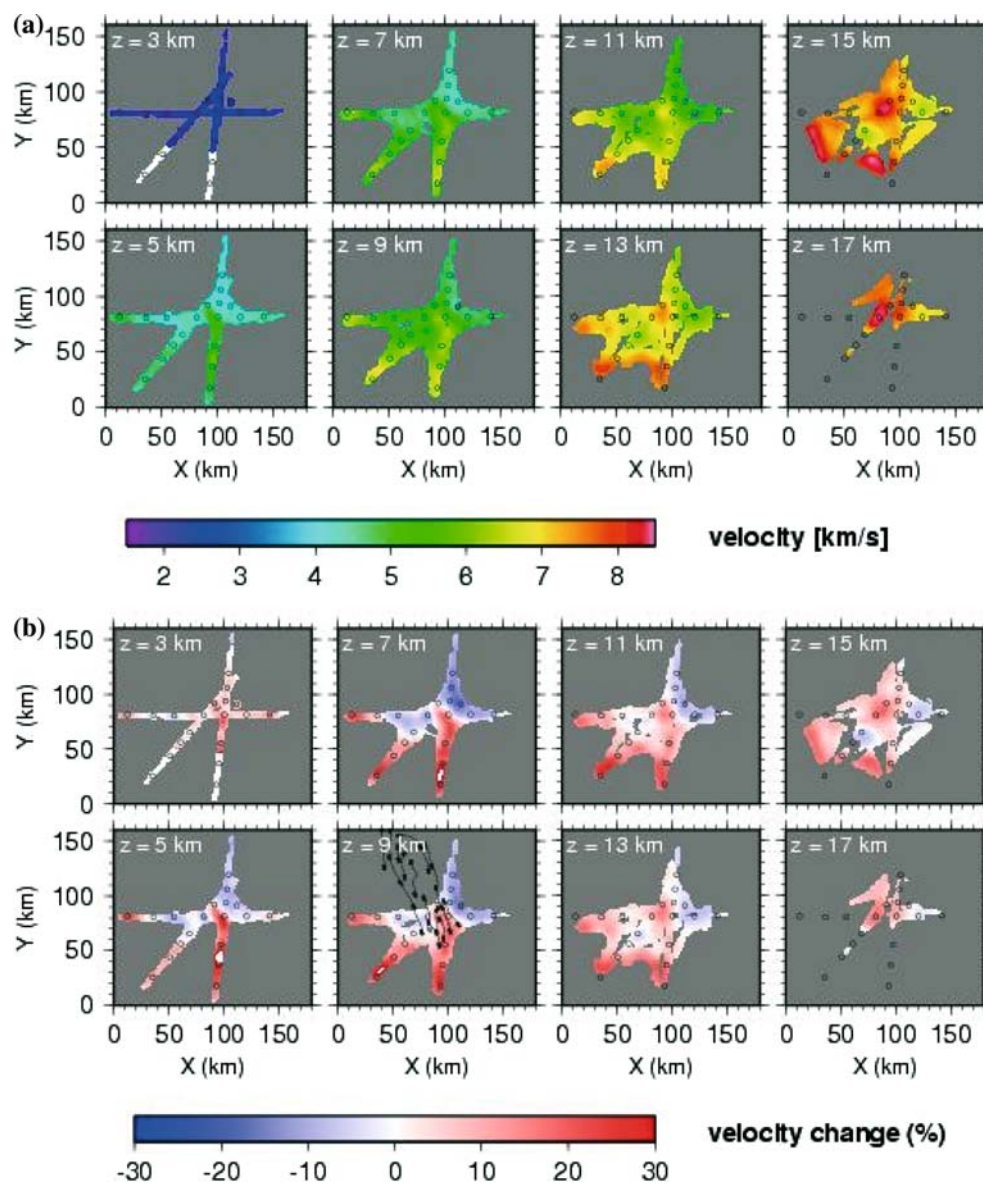 (a)
z = 3 km z = 7 km z = 11 km z = 15 km
150
100
50
0
Y (km)
z = 5 km z = 9 km z = 13 km z = 17 km
150
100
50
0
Y (km)
0 50 100 150 0 50 100 150 0 50 100 150 0 50 100 150
X (km) X (km) X (km) X (km)
velocity [km/s]
2 3 4 5 6 7 8
(b)
z = 3 km z = 7 km z = 11 km z = 15 km
150
100
50
0
Y (km)
z = 5 km z = 9 km z = 13 km z = 17 km
150
100
50
0
Y (km)
0 50 100 150 0 50 100 150 0 50 100 150 0 50 100 150
X (km) X (km) X (km) X (km)
velocity change (%)
-30 -20 -10 0 10 20 30